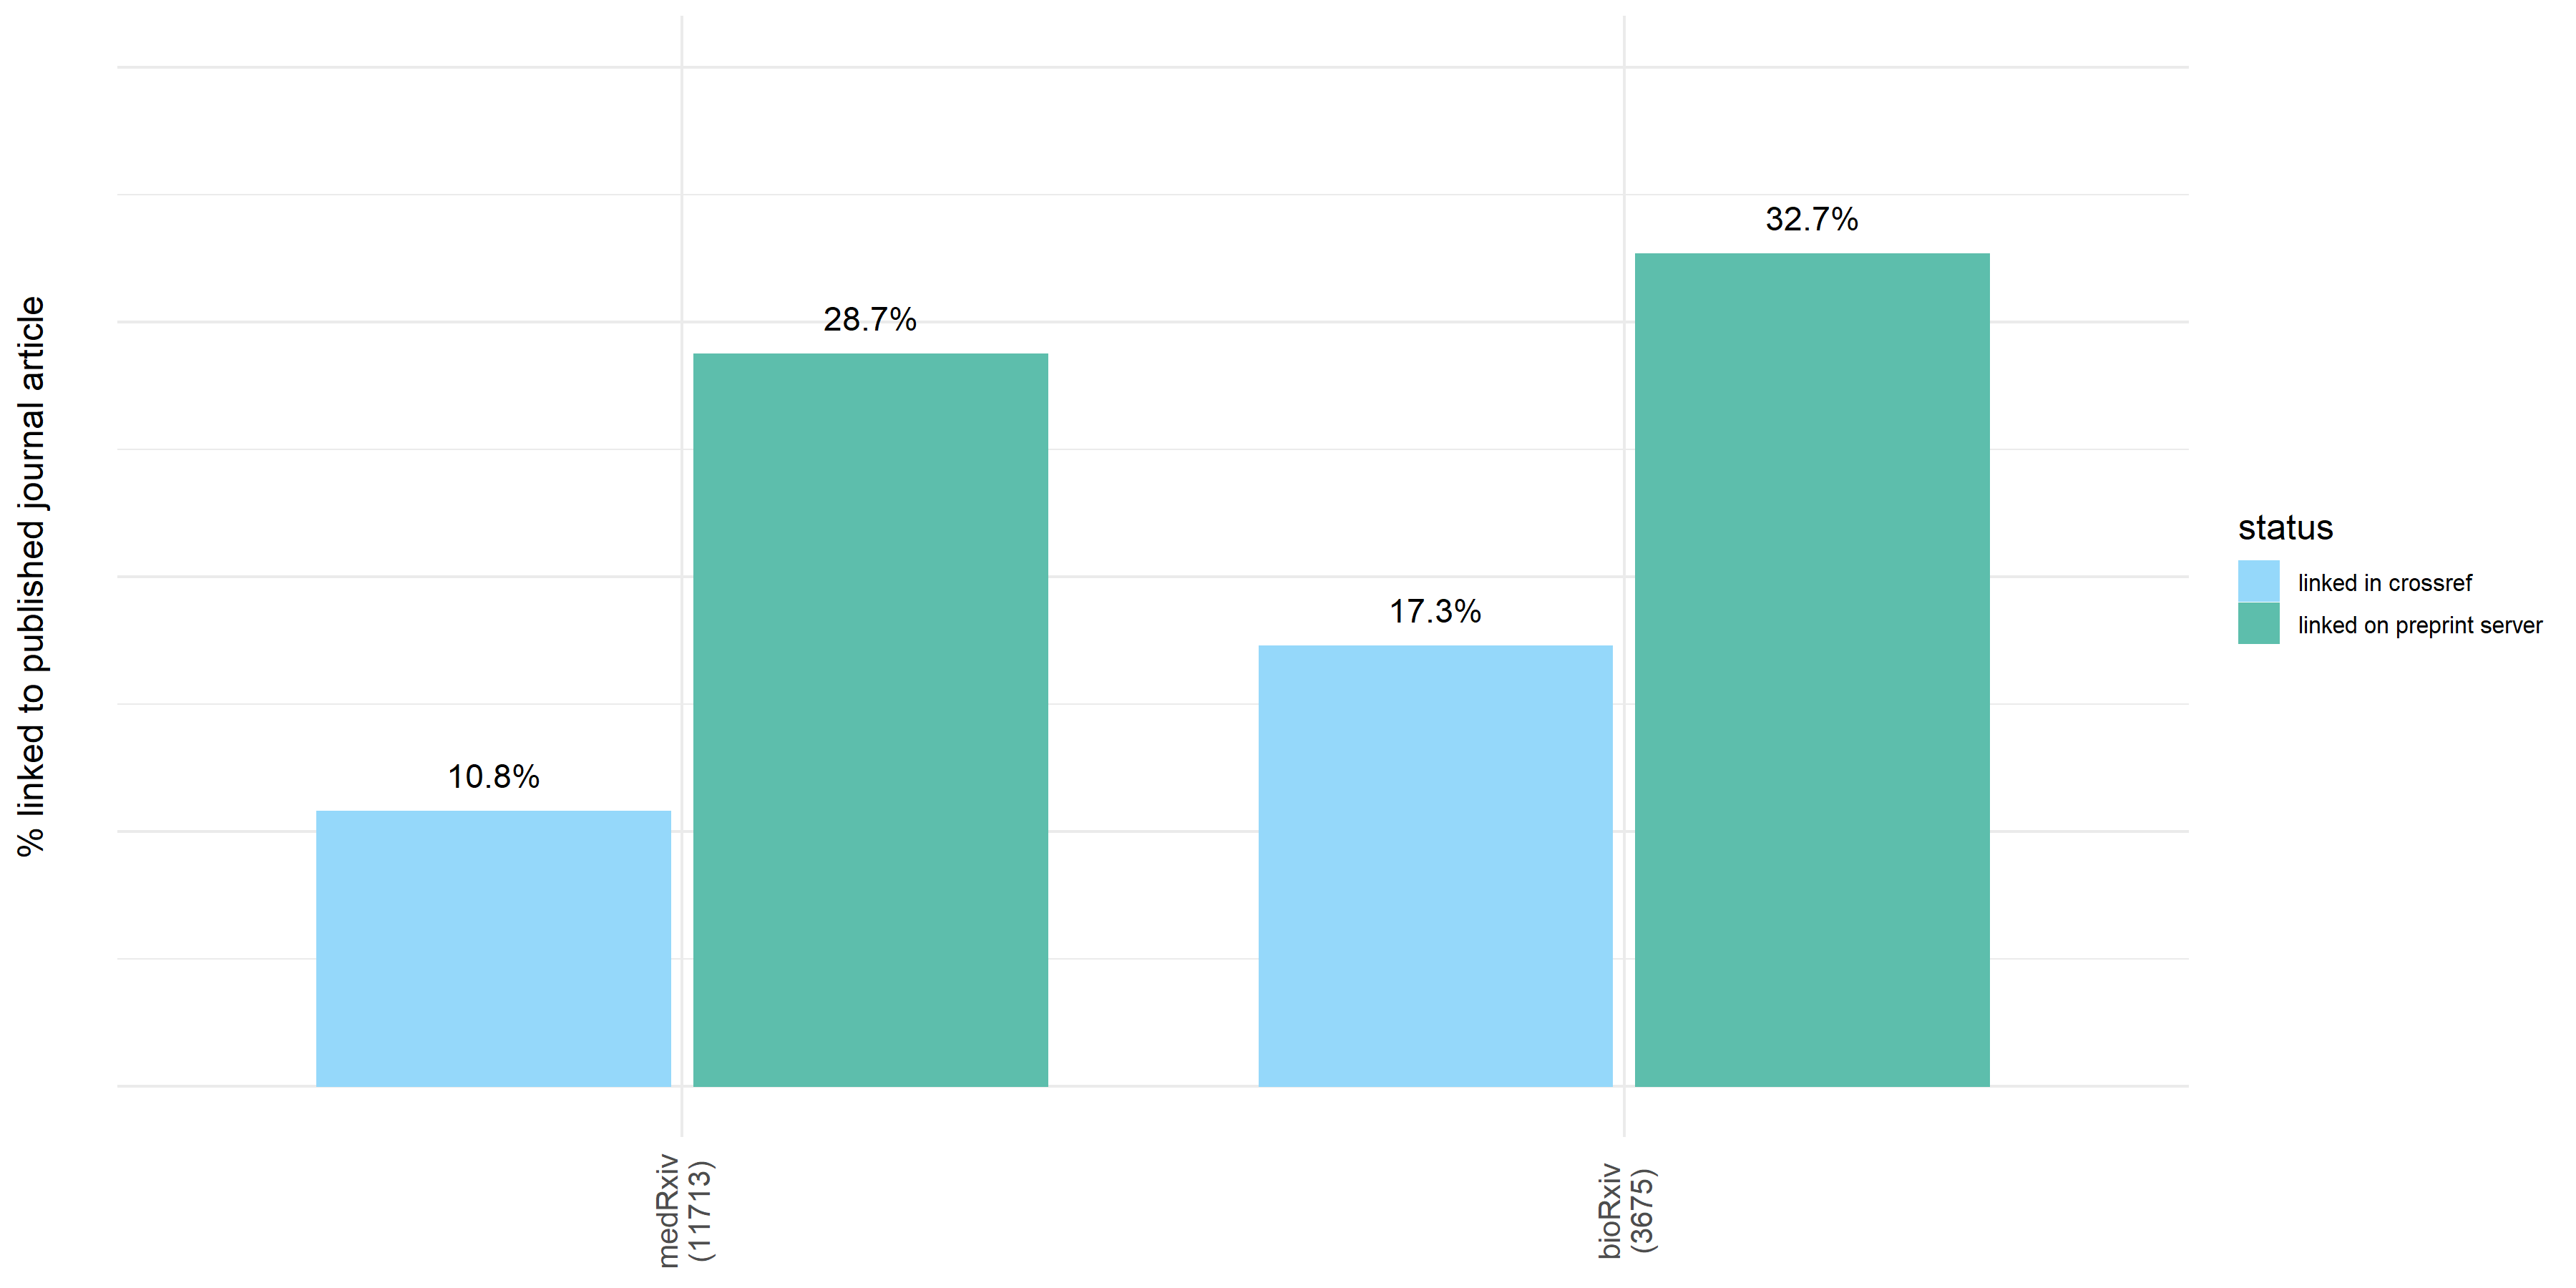 % linked to published journal article
32.7%
28.7%
17.3%
10.8%
medRxiv
(11713)
bioRxiv
(3675)
status
linked in crossref
linked on preprint server